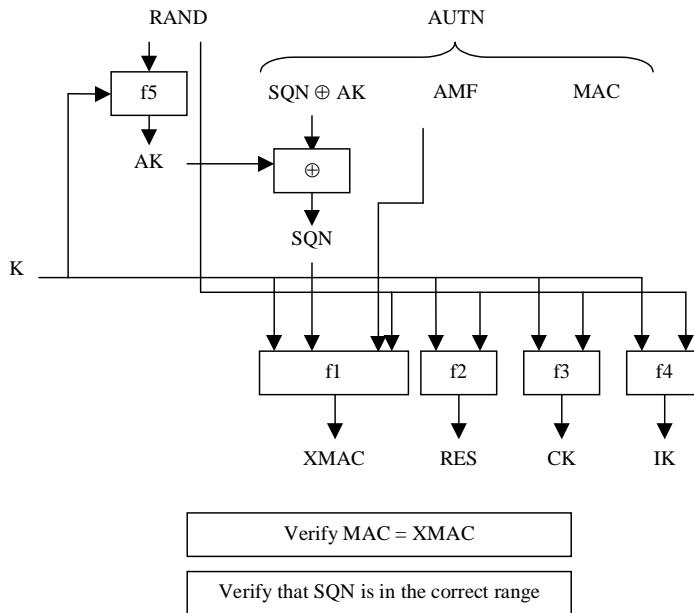 RAND AUTN
f5 SQN ⊕ AK AMF MAC
AK ⊕
SQN
K
f1 f2 f3 f4
XMAC RES CK IK
Verify MAC = XMAC
Verify that SQN is in the correct range